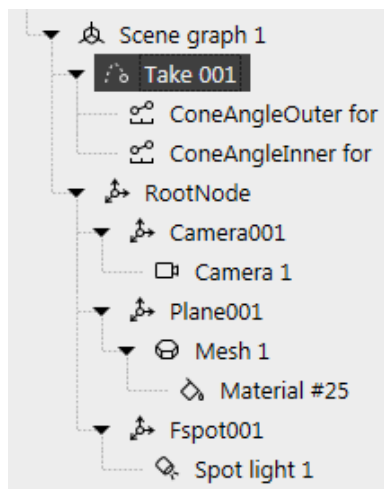 Scene graph 1
Take 001
ConeAngleOuter for
ConeAngleInner for
RootNode
Camera001
Camera 1
Plane001
Mesh 1
Material #25
Fspot001
Spot light 1